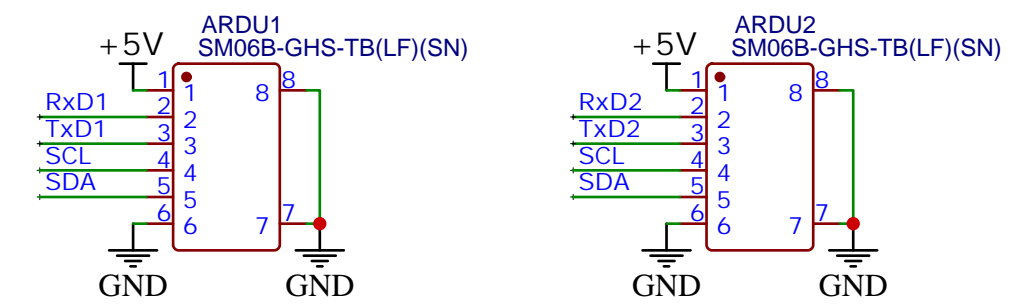 ARDU1
SM06B-GHS-TB(LF)(SN)
+5V
1 1 8 8
RxD1 2 2
TxD1 3 3
SCL 4 4
SDA 5 5
6 6 7 7
GND GND
ARDU2
SM06B-GHS-TB(LF)(SN)
+5V
1 1 8 8
RxD2 2 2
TxD2 3 3
SCL 4 4
SDA 5 5
6 6 7 7
GND GND